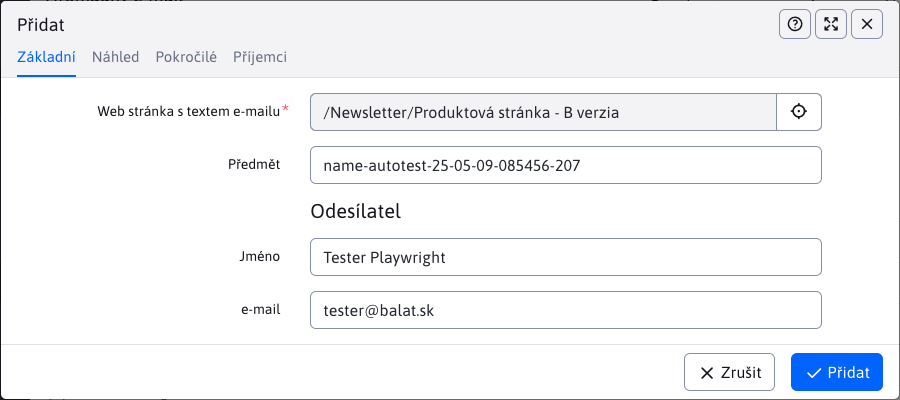 Přidat
Základní Náhled Pokročilé Příjemci
Web stránka s textem e-mailu* /Newsletter/Produktová stránka - B verzia
Předmět name-autotest-25-05-09-085456-207
Odesílatel
Jméno Tester Playwright
e-mail tester@balat.sk
Zrušit Přidat